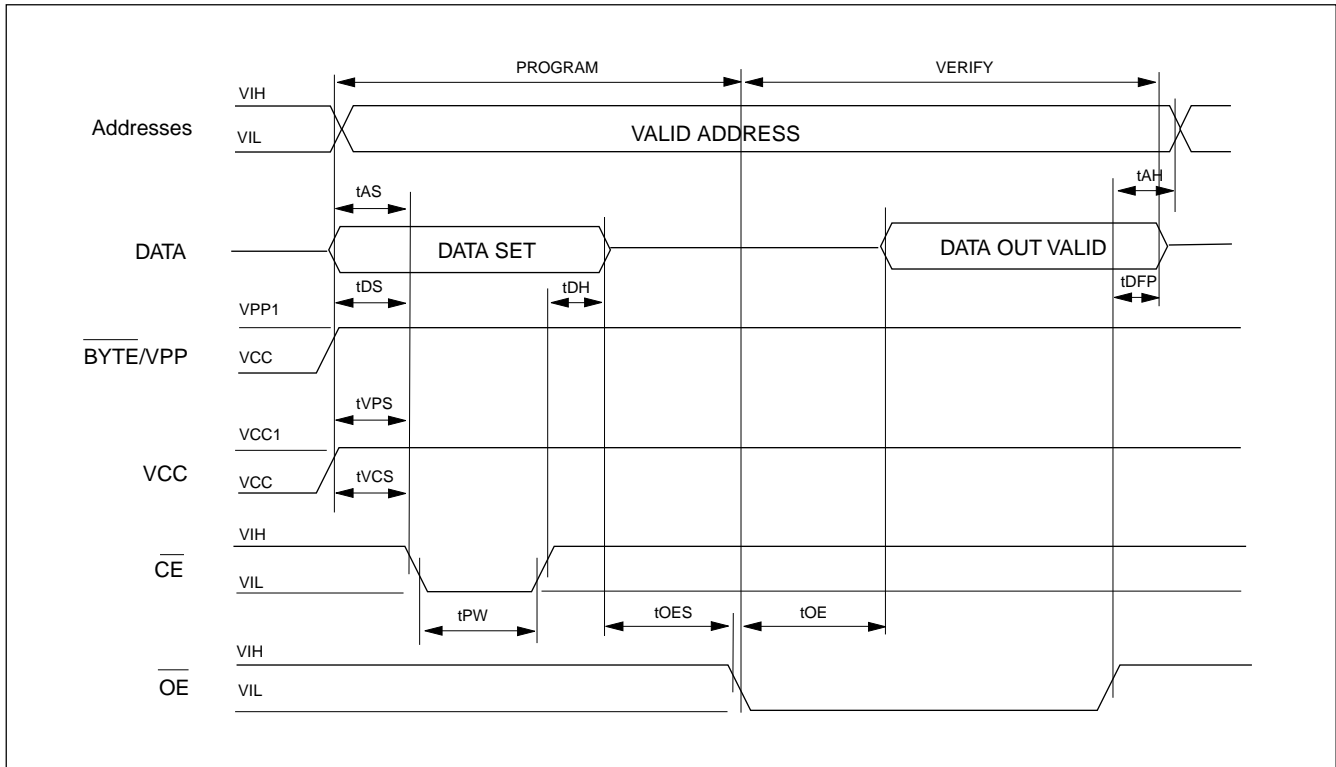 PROGRAM VERIFY
VIH
Addresses
VIL
VALID ADDRESS
tAS
tAH
DATA
DATA SET
DATA OUT VALID
tDS
tDH
tDFP
VPP1
BYTE/VPP
VCC
tVPS
VCC1
VCC
VCC
tVCS
VIH
CE
VIL
tPW
tOES
tOE
VIH
OE
VIL